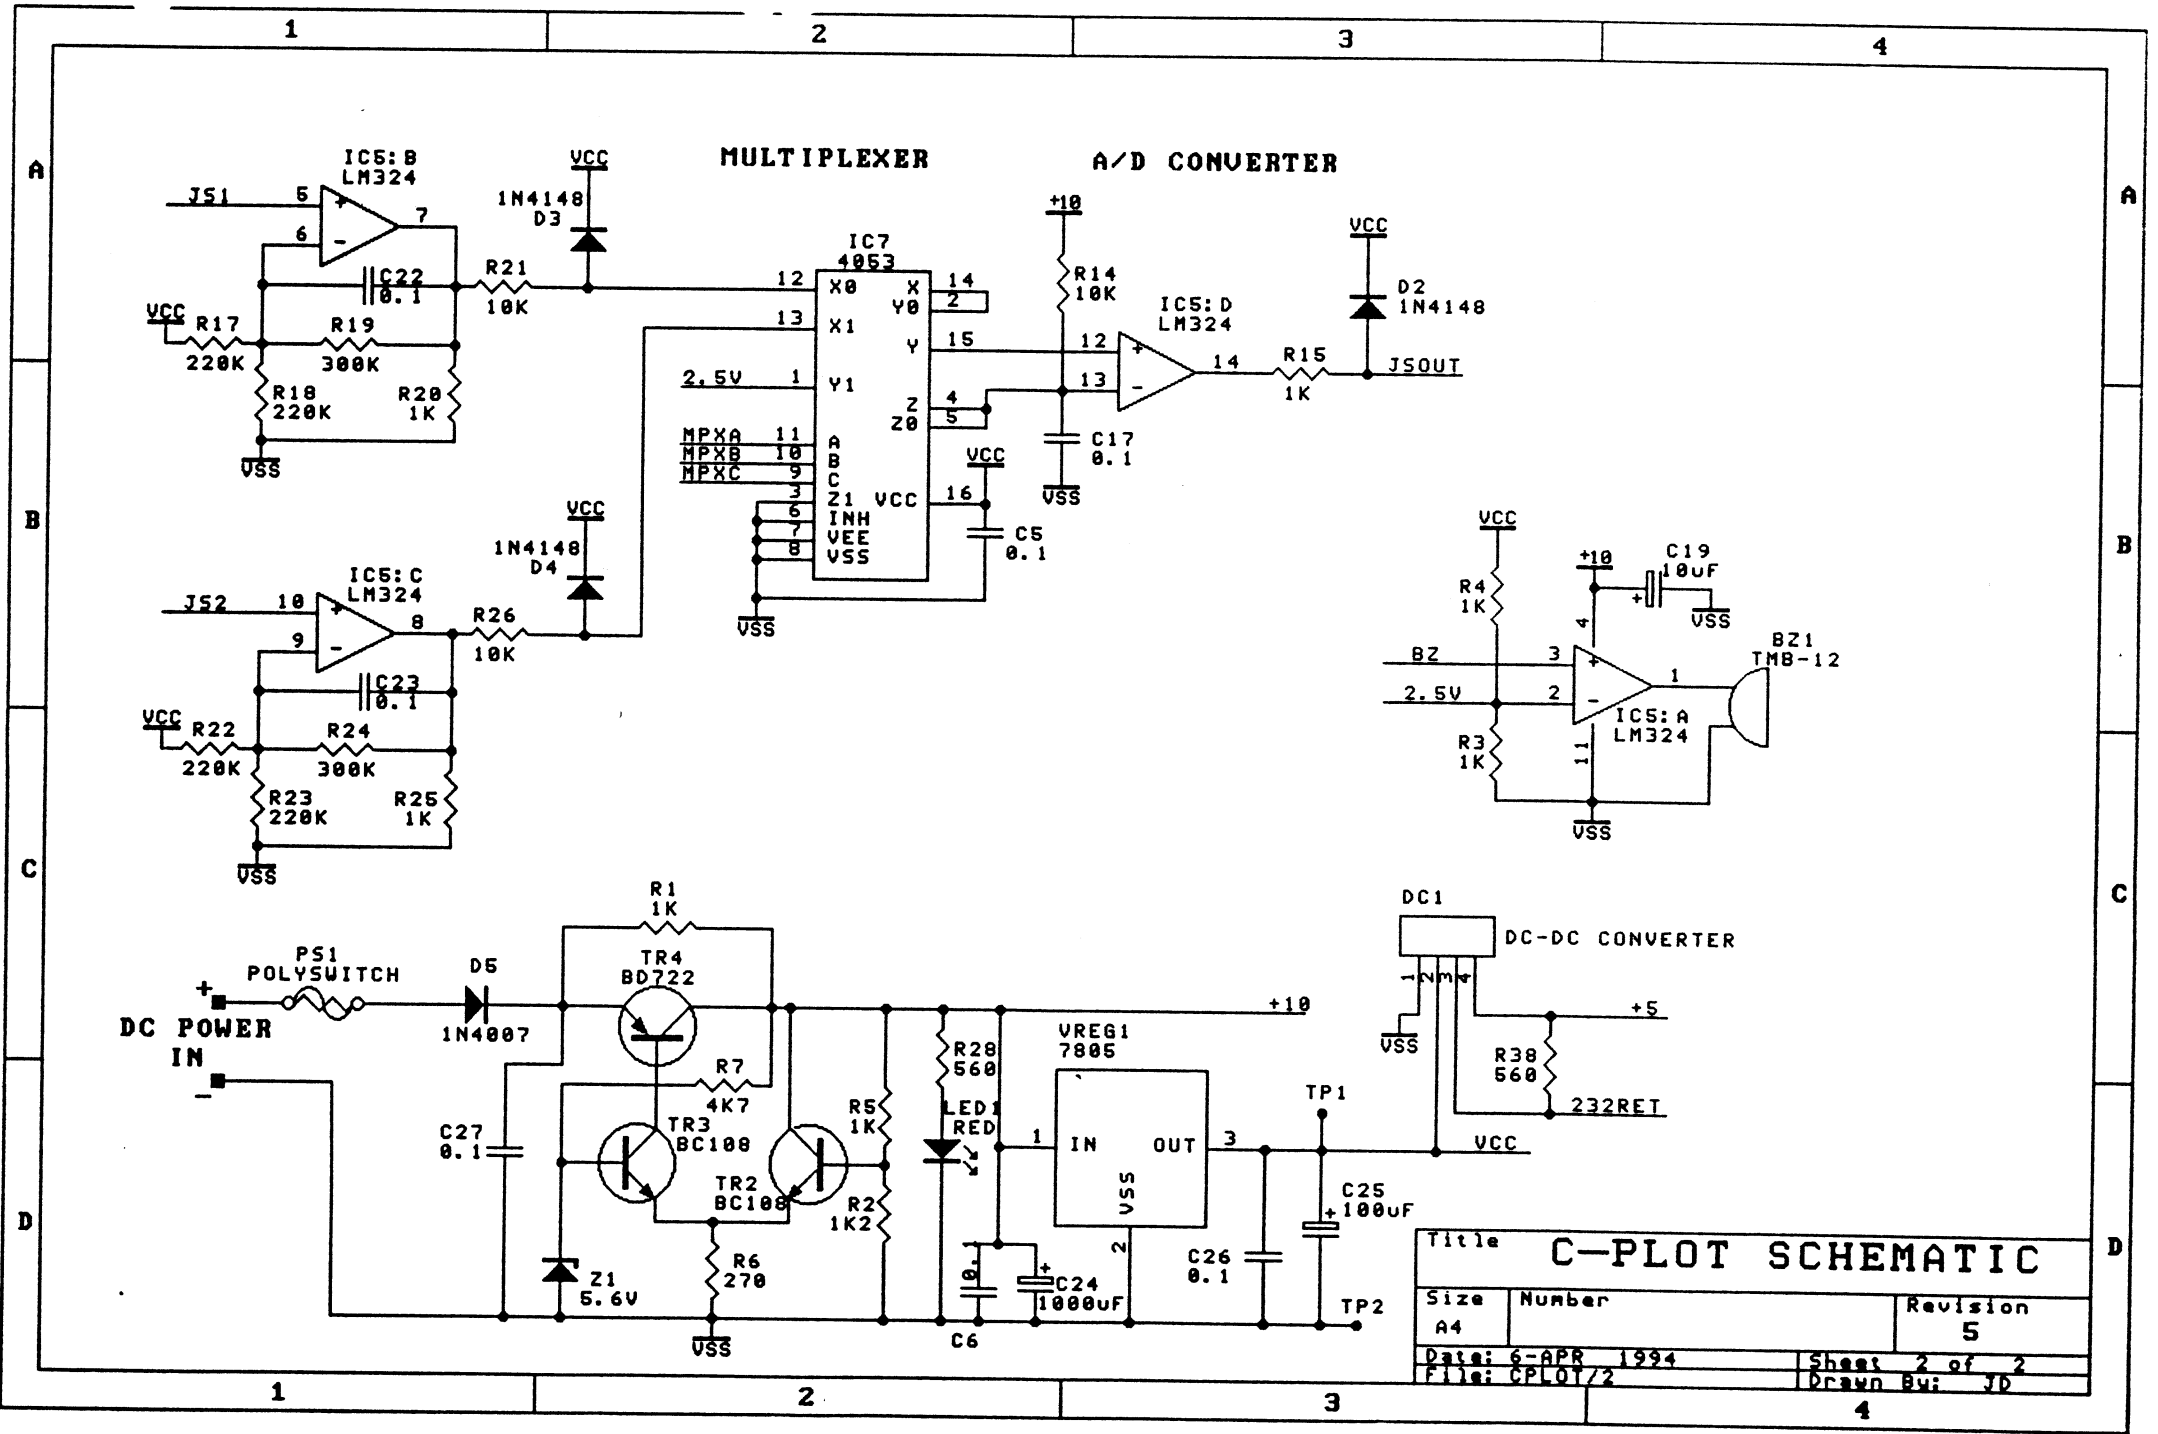 1 2 3 4
A A
B B
C C
D D
MULTIPLEXER
A/D CONVERTER
IC5:B
LM324
JS1
5
6
7
VCC
1N4148
D3
C22
0.1
R21
10K
VCC
R17
220K
R19
300K
R18
220K
R20
1K
VSS
IC7
4053
12 X0
13 X1
2.5V 1 Y1
MPXA 11 A
MPXB 10 B
MPXC 9 C
3 Z1
6 INH
7 VEE
8 VSS
X 14
Y0 2
Y 15
Z 4
Z0 5
VCC 16
VCC
C5
0.1
VSS
+10
R14
10K
IC5:D
LM324
12
13
14
C17
0.1
VSS
R15
1K
VCC
D2
1N4148
JSOUT
VCC
1N4148
D4
IC5:C
LM324
JS2
10
9
8
R26
10K
C23
0.1
VCC
R22
220K
R24
300K
R23
220K
R25
1K
VSS
VCC
R4
1K
+10
C19
10uF
+
VSS
4
BZ 3
2.5V 2
1
BZ1
TMB-12
IC5:A
LM324
11
R3
1K
VSS
R1
1K
TR4
BD722
PS1
POLYSWITCH
D5
1N4007
+
DC POWER
IN
-
C27
0.1
R7
4K7
TR3
BC108
TR2
BC108
R5
1K
R2
1K2
R28
560
LED1
RED
Z1
5.6V
R6
270
VSS
+10
VREG1
7805
1 IN
OUT 3
VSS
2
0.1
C6
+
C24
1000uF
C26
0.1
TP1
C25
+
100uF
TP2
DC1
DC-DC CONVERTER
1 2 3 4
VSS
+5
R38
560
232RET
VCC
Title C-PLOT SCHEMATIC
Size Number Revision
A4 5
Date: 6-APR 1994 Sheet 2 of 2
File: CPLOT/2 Drawn By: JD
1 2 3 4